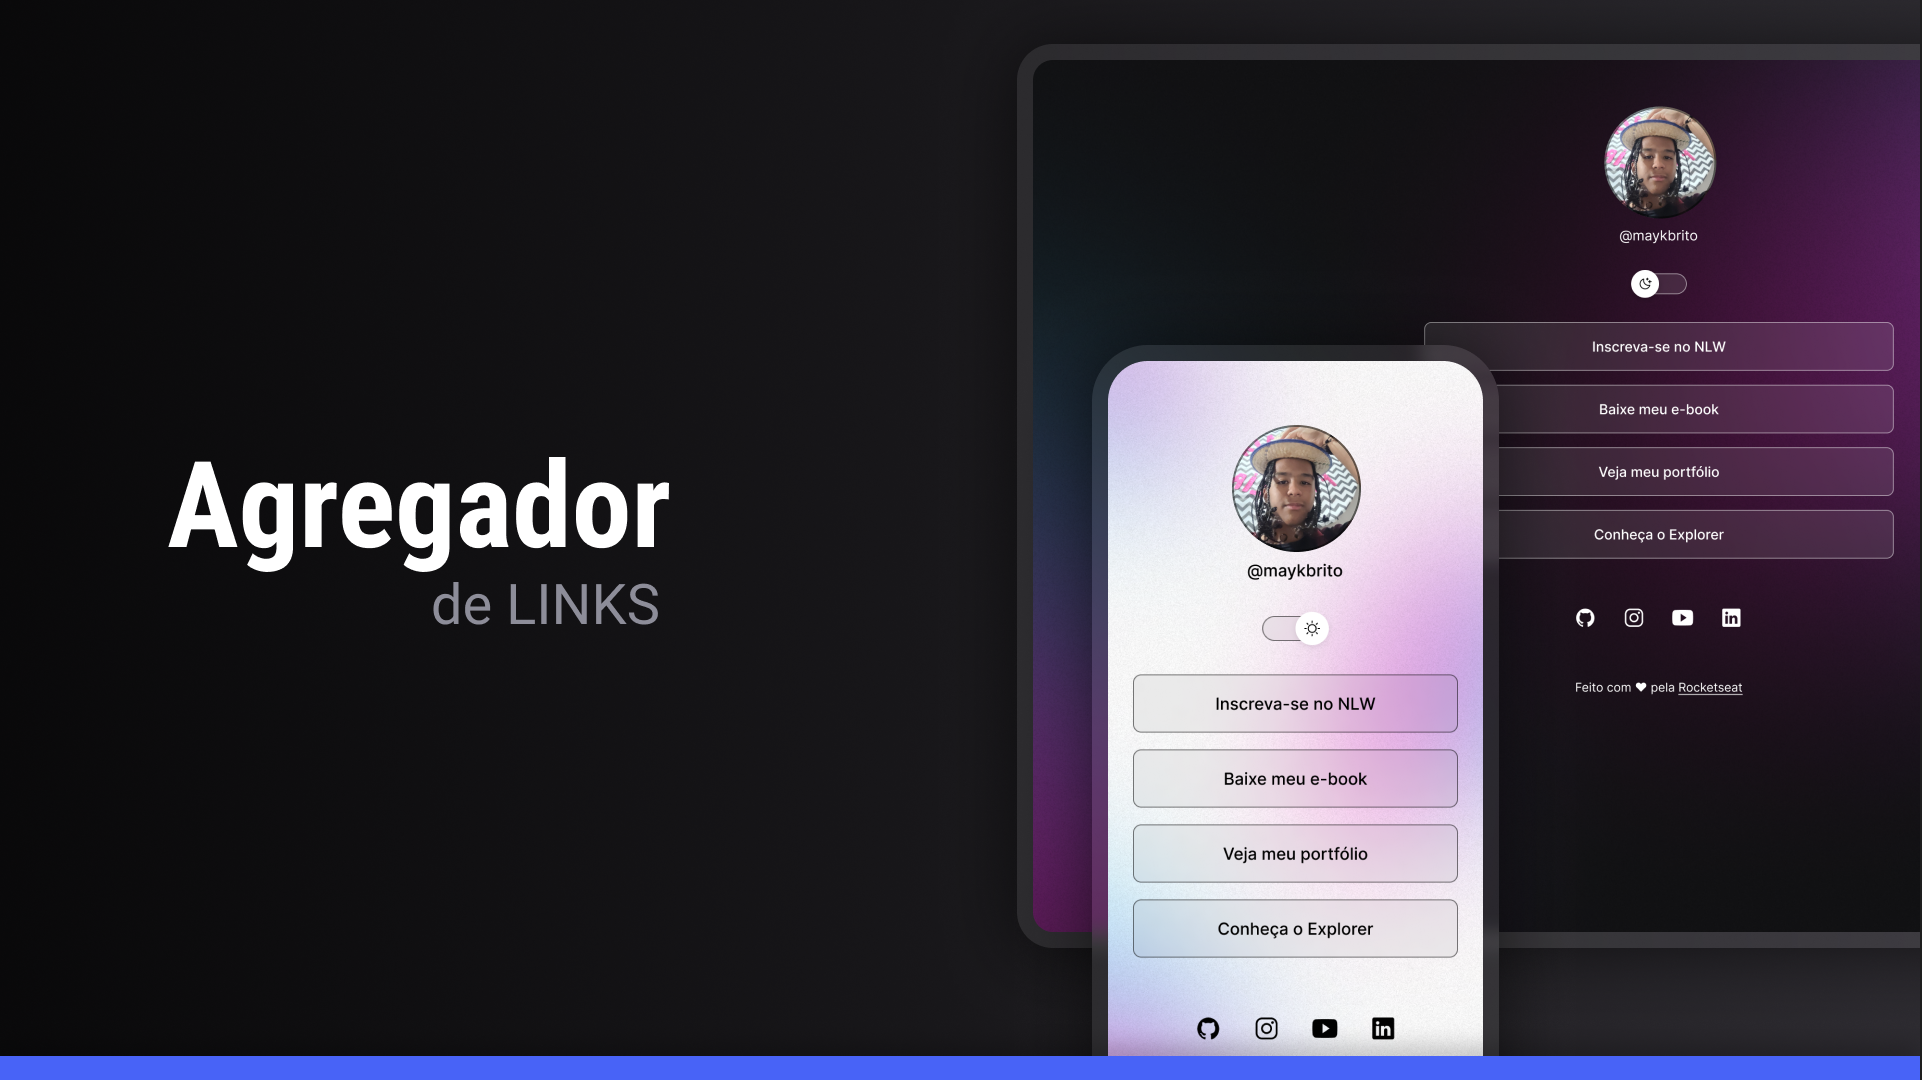 Agregador
de LINKS
@maykbrito
Inscreva-se no NLW
Baixe meu e-book
Veja meu portfólio
Conheça o Explorer
Feito com ♥ pela Rocketseat
@maykbrito
Inscreva-se no NLW
Baixe meu e-book
Veja meu portfólio
Conheça o Explorer